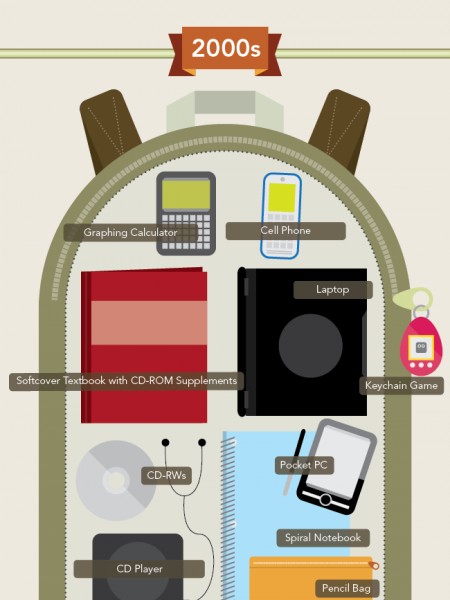 2000s
Graphing Calculator
Cell Phone
Laptop
Softcover Textbook with CD-ROM Supplements
Keychain Game
CD-RWs
Pocket PC
Spiral Notebook
CD Player
Pencil Bag